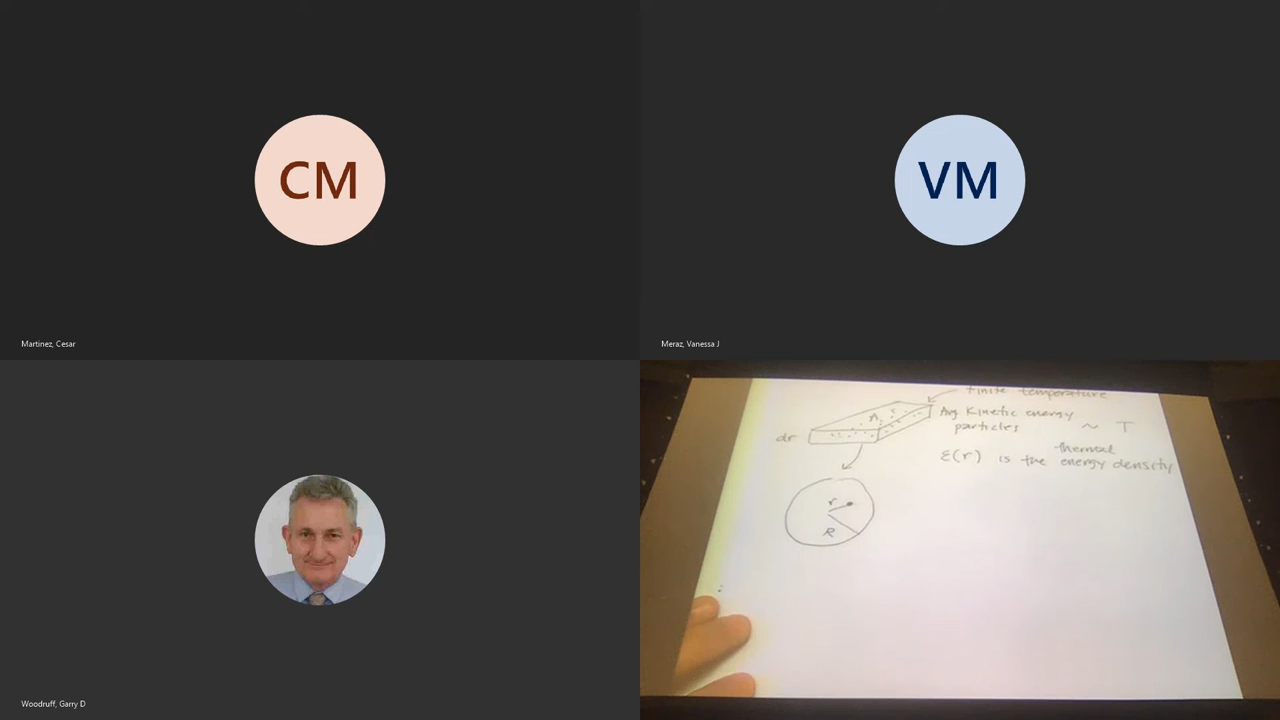 CM
Martinez, Cesar
VM
Meraz, Vanessa J
Woodruff, Garry D
finite temperature
A
dr
Avg Kinetic energy
particles ~ T
thermal
ε(r) is the energy density
r
R